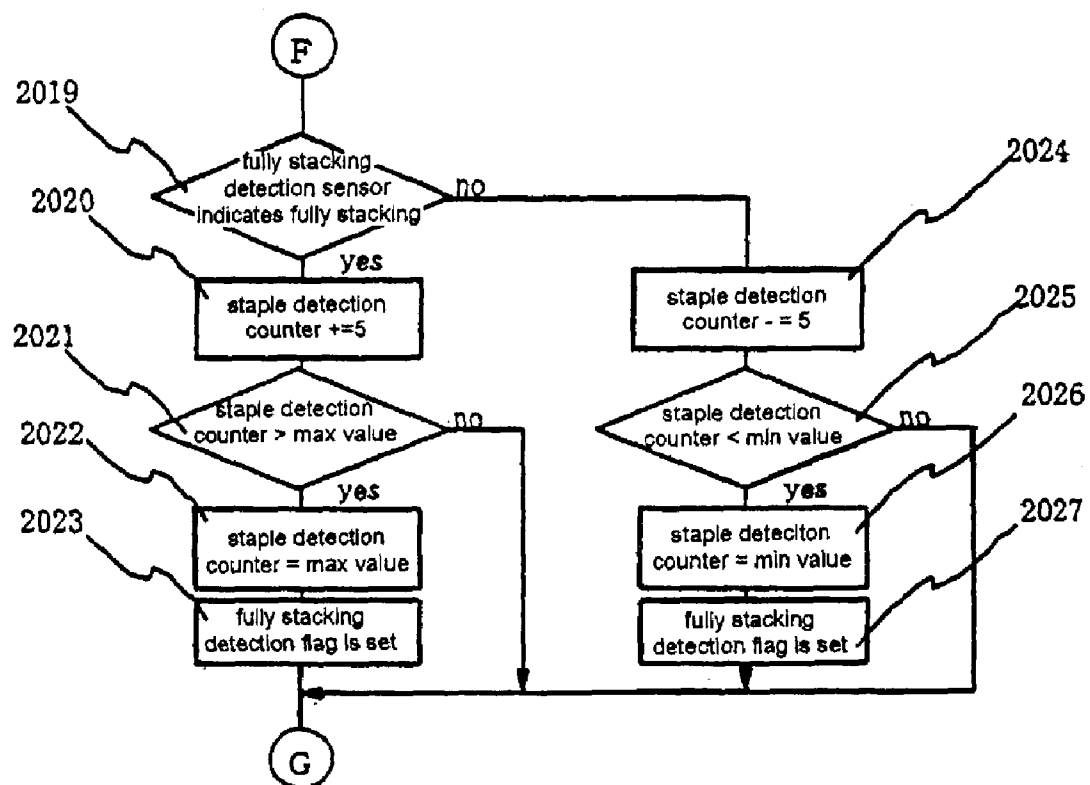 F
2019
fully stacking
detection sensor
indicates fully stacking
no
2024
2020
yes
staple detection
counter +=5
staple detection
counter - = 5
2025
2021
staple detection
counter > max value
no
staple detection
counter < min value
no
2026
2022
yes
yes
staple detection
counter = max value
staple deteciton
counter = min value
2023
2027
fully stacking
detection flag is set
fully stacking
detection flag is set
G